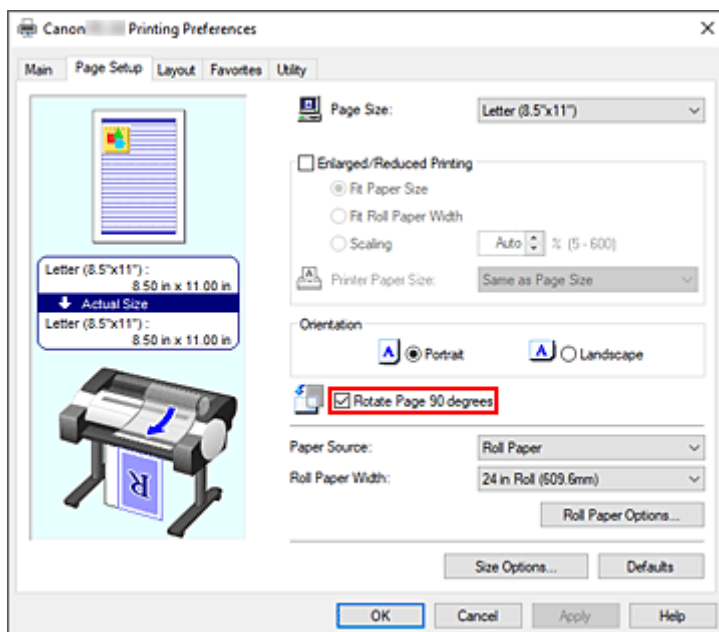 Canon Printing Preferences
Main Page Setup Layout Favorites Utility
Page Size: Letter (8.5"x11")
Enlarged/Reduced Printing
Fit Paper Size
Fit Roll Paper Width
Scaling Auto % (5 - 600)
Printer Paper Size: Same as Page Size
Letter (8.5"x11") :
8.50 in x 11.00 in
Actual Size
Letter (8.5"x11") :
8.50 in x 11.00 in
Orientation
A Portrait A Landscape
Rotate Page 90 degrees
Paper Source: Roll Paper
Roll Paper Width: 24 in Roll (609.6mm)
R
Roll Paper Options...
Size Options... Defaults
OK Cancel Apply Help